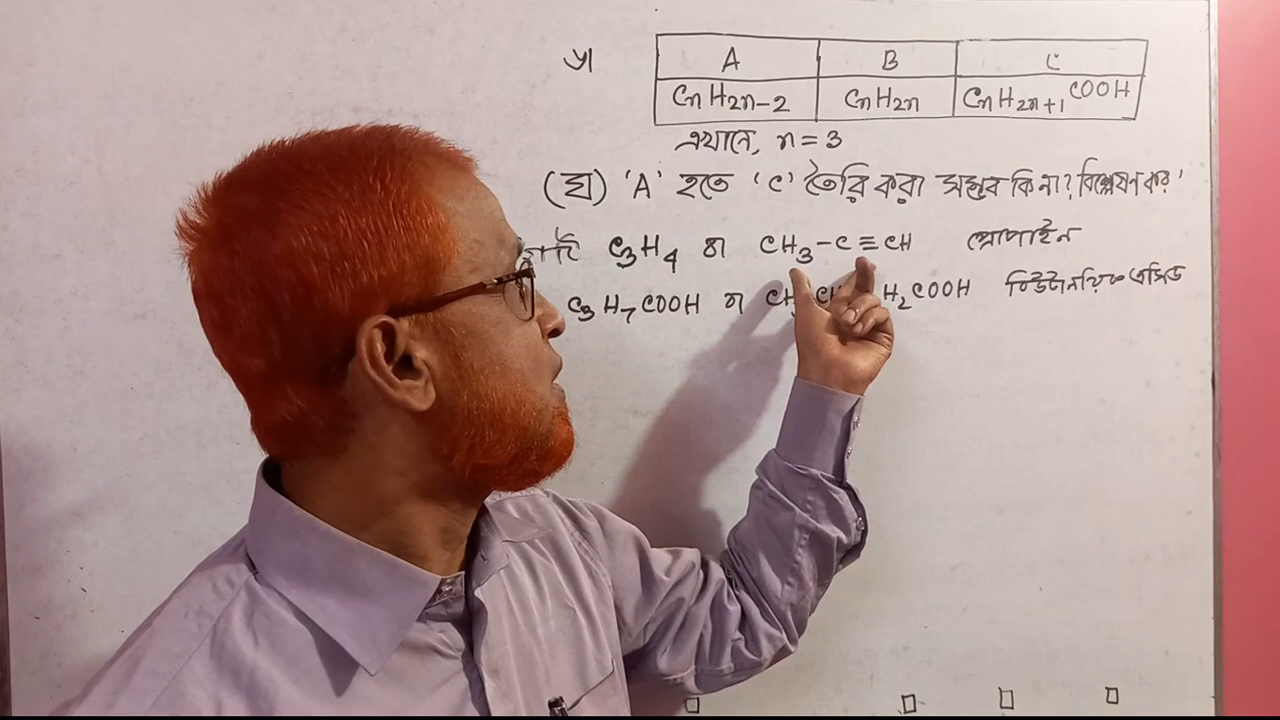 ৮।
A B C
CnH2n-2 CnH2n CnH2n+1COOH
এখানে, n = 3
(ঘ) 'A' হতে 'C' তৈরি করা সম্ভব কি না? বিশ্লেষণ কর।
C3H4 বা CH3-C≡CH প্রোপাইন
C3H7COOH বা H2COOH বিউটানয়িক এসিড